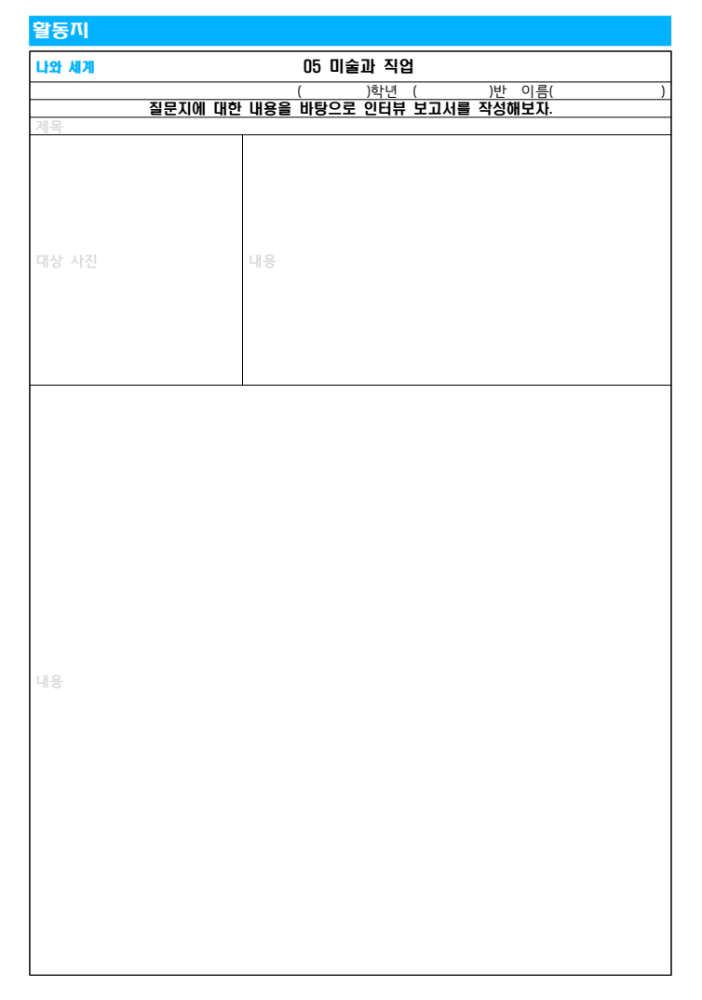 활동지
나와 세계 05 미술과 직업
( )학년 ( )반 이름( )
질문지에 대한 내용을 바탕으로 인터뷰 보고서를 작성해보자.
제목
대상 사진 내용
내용